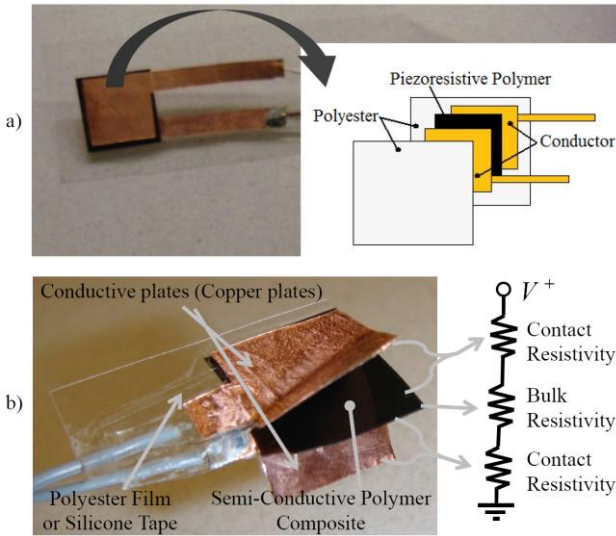 a)
Piezoresistive Polymer
Polyester
Conductor
b)
Conductive plates (Copper plates)
V +
Contact
Resistivity
Bulk
Resistivity
Contact
Resistivity
Polyester Film
or Silicone Tape
Semi-Conductive Polymer
Composite